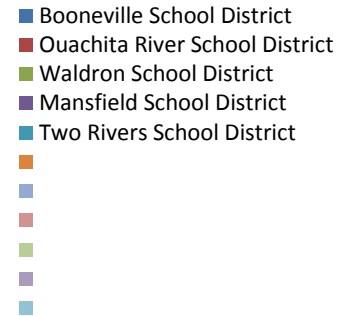 Booneville School District
Ouachita River School District
Waldron School District
Mansfield School District
Two Rivers School District